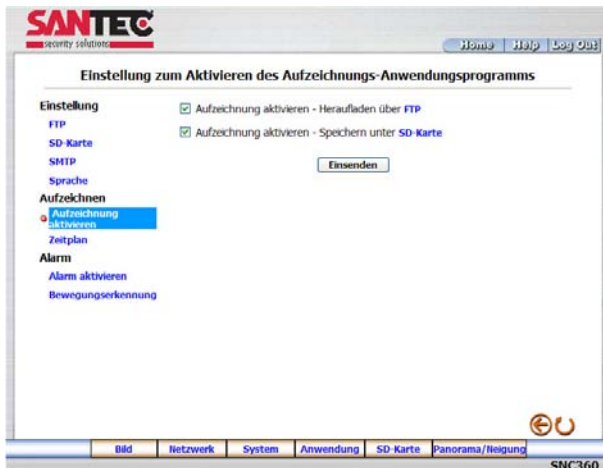 SANTEC
security solutions
Home Help Log Out
Einstellung zum Aktivieren des Aufzeichnungs-Anwendungsprogramms
Einstellung
FTP
SD-Karte
SMTP
Sprache
Aufzeichnen
Aufzeichnung
aktivieren
Zeitplan
Alarm
Alarm aktivieren
Bewegungserkennung
Aufzeichnung aktivieren - Heraufladen über FTP
Aufzeichnung aktivieren - Speichern unter SD-Karte
Einsenden
Bild Netzwerk System Anwendung SD-Karte Panorama/Neigung
SNC360